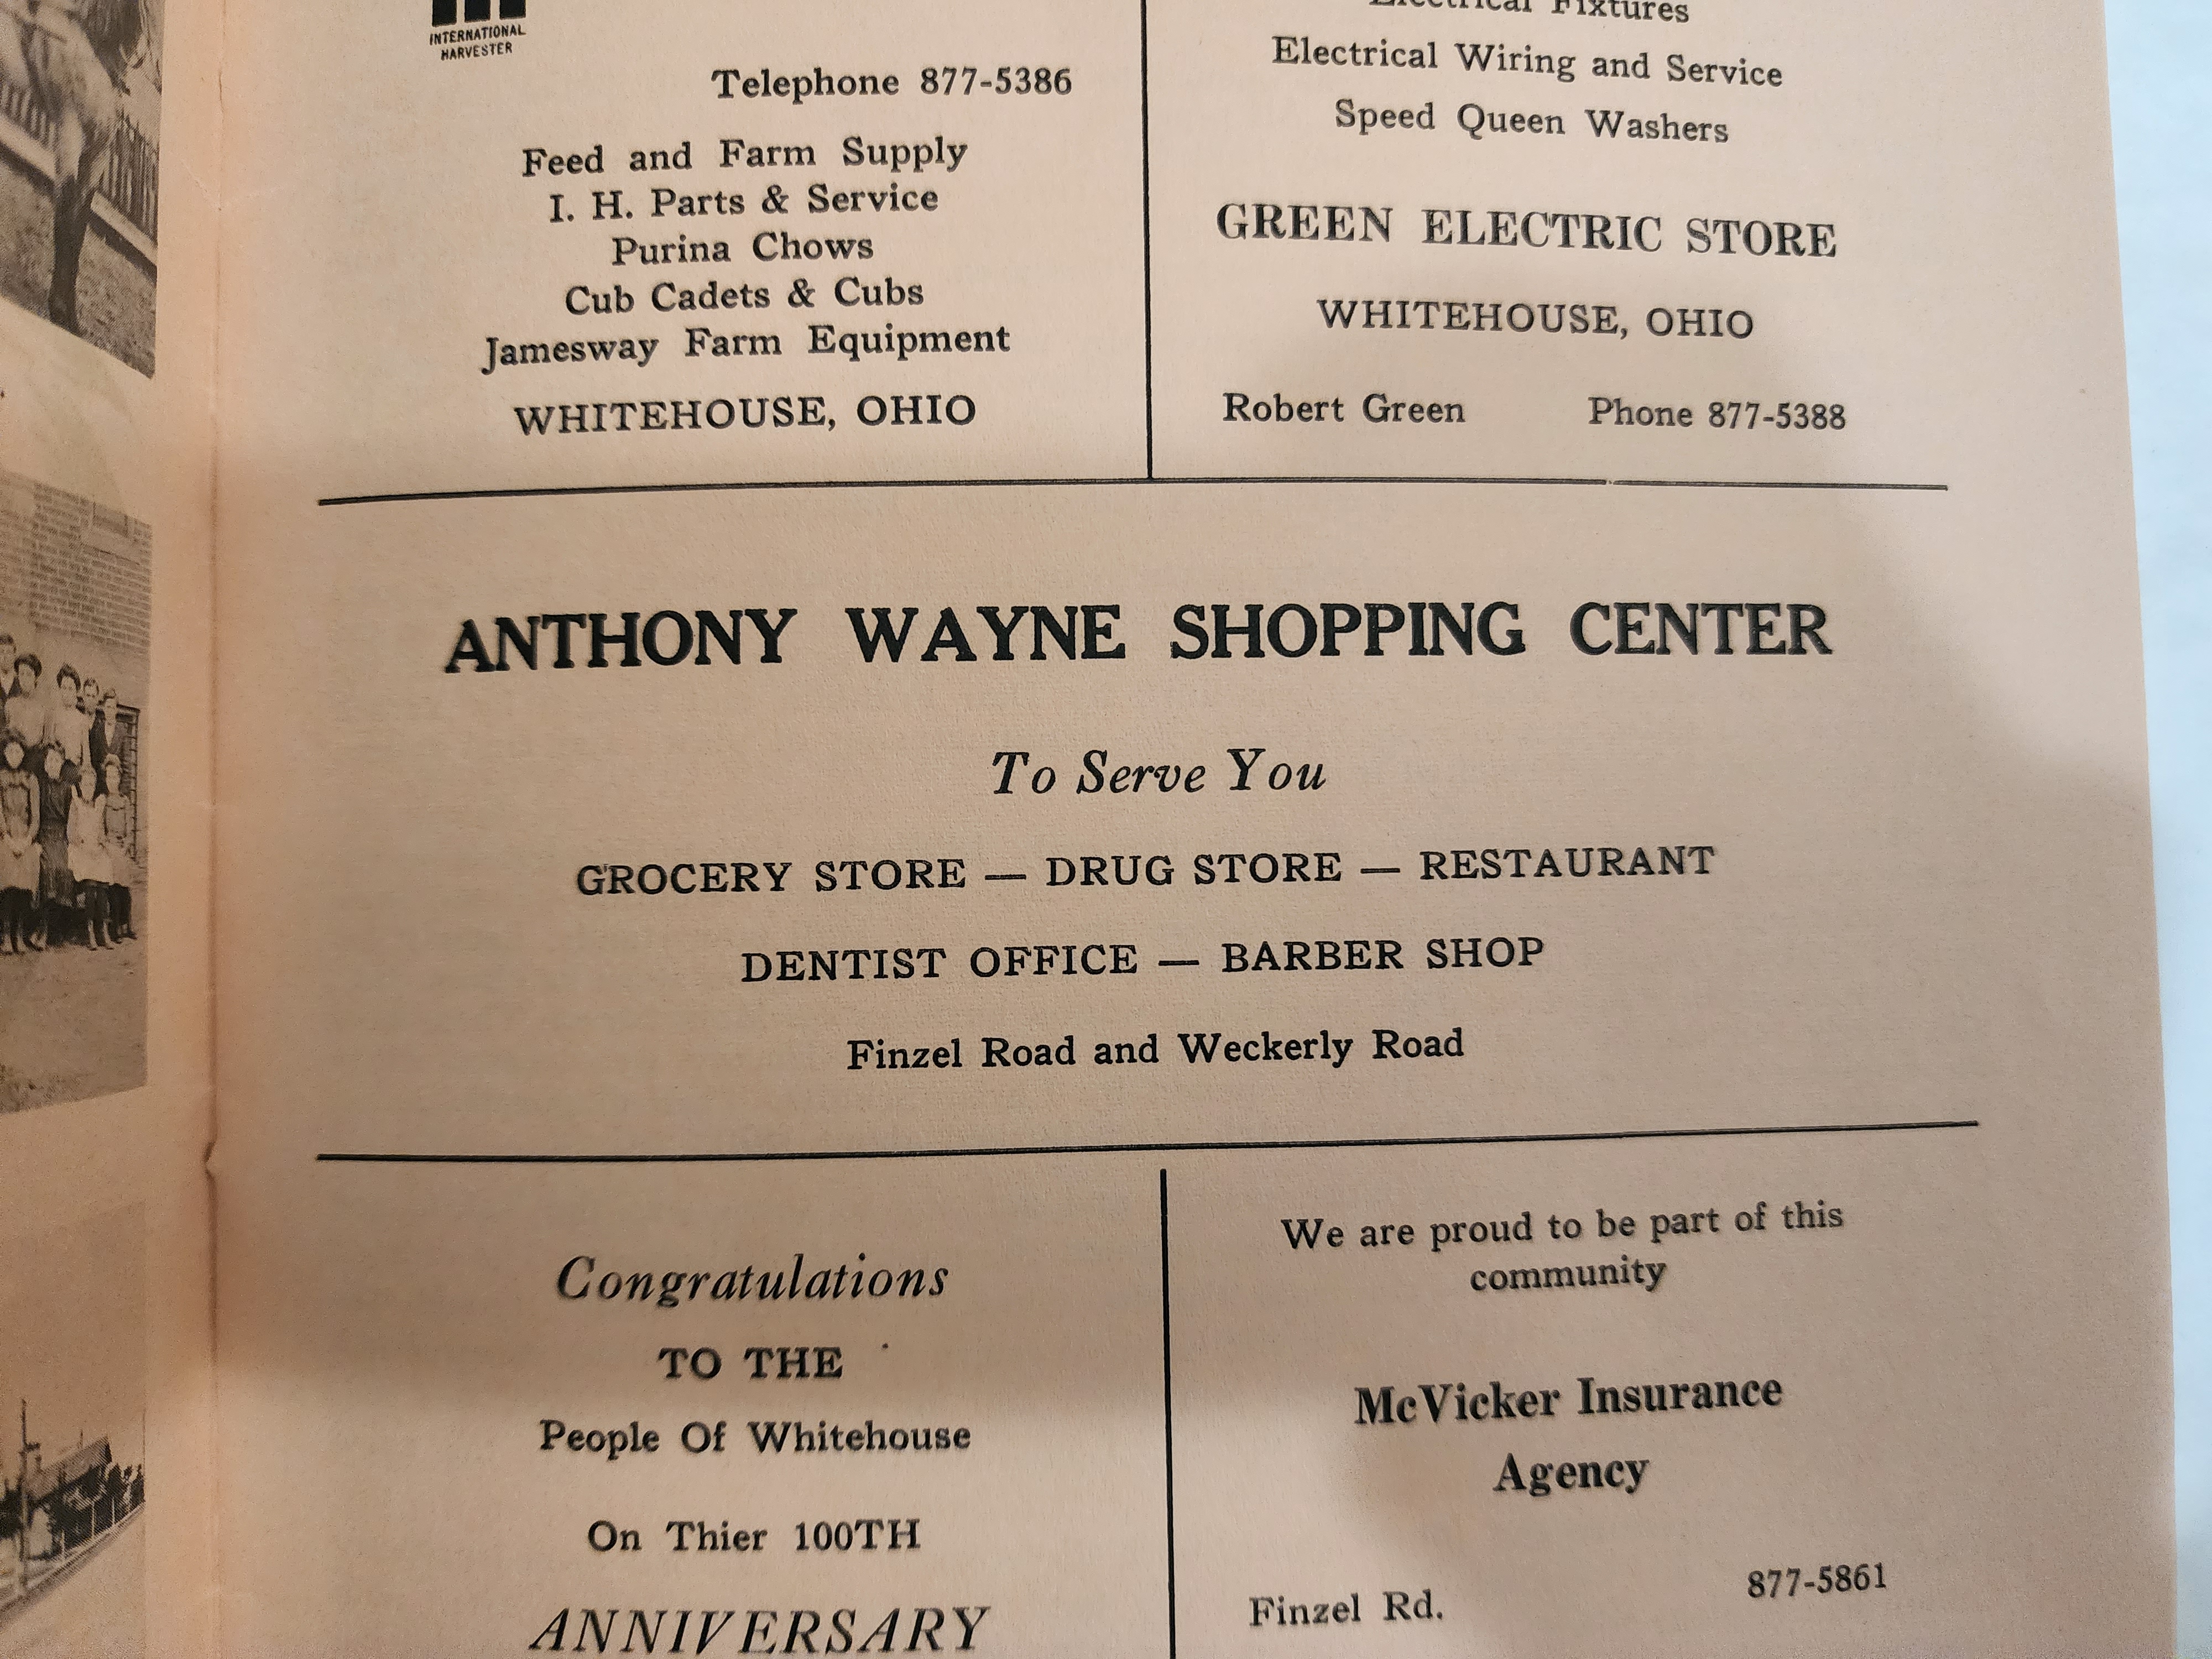 INTERNATIONAL
HARVESTER
Telephone 877-5386
Feed and Farm Supply
I. H. Parts & Service
Purina Chows
Cub Cadets & Cubs
Jamesway Farm Equipment
WHITEHOUSE, OHIO
Electrical Fixtures
Electrical Wiring and Service
Speed Queen Washers
GREEN ELECTRIC STORE
WHITEHOUSE, OHIO
Robert Green Phone 877-5388
ANTHONY WAYNE SHOPPING CENTER
To Serve You
GROCERY STORE — DRUG STORE — RESTAURANT
DENTIST OFFICE — BARBER SHOP
Finzel Road and Weckerly Road
Congratulations
TO THE
People Of Whitehouse
On Thier 100TH
ANNIVERSARY
We are proud to be part of this
community
McVicker Insurance
Agency
877-5861
Finzel Rd.